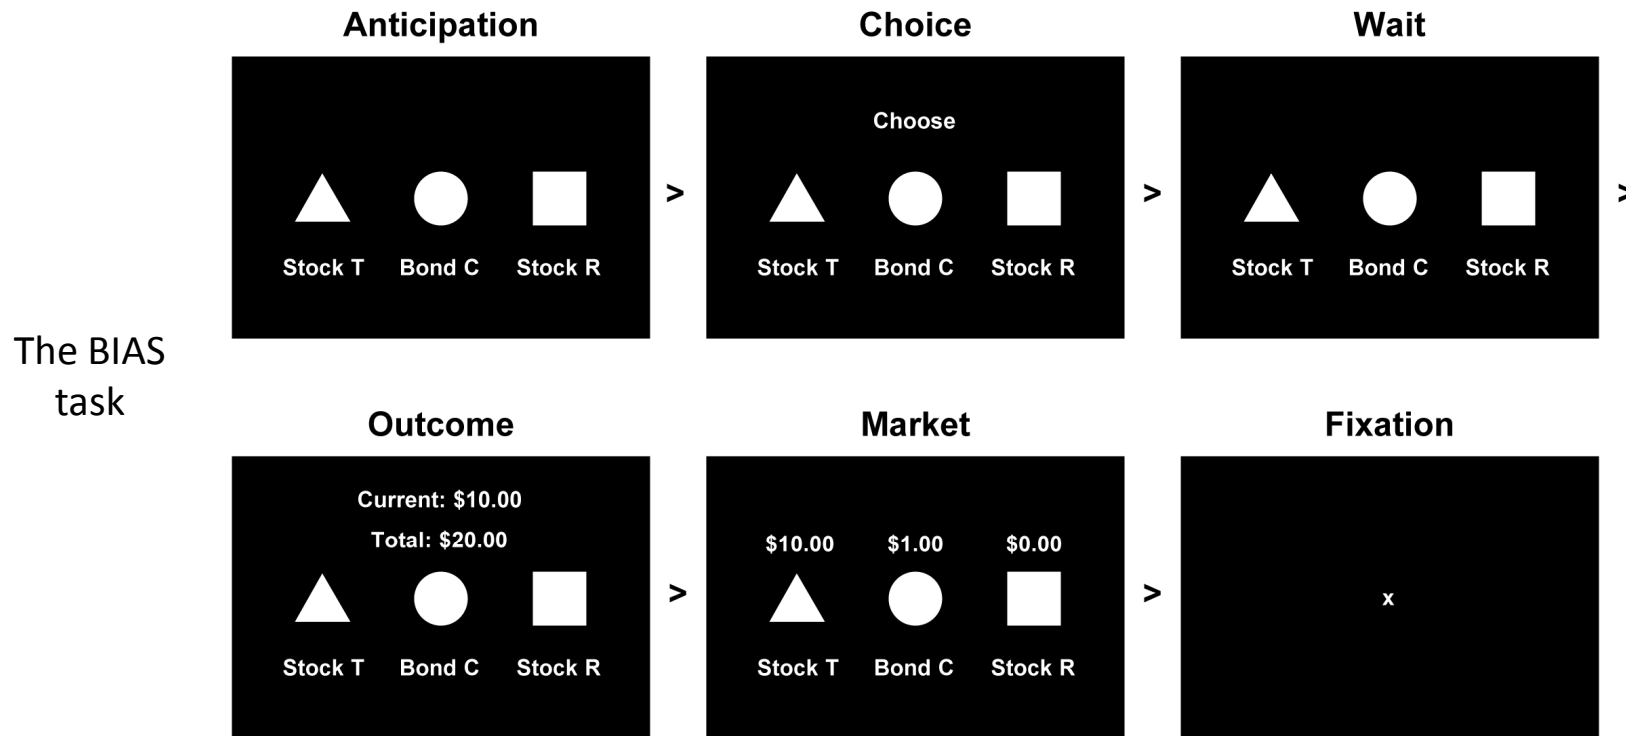 Anticipation
Choice
Wait
Choose
Stock T Bond C Stock R
>
Stock T Bond C Stock R
>
Stock T Bond C Stock R
>
The BIAS
task
Outcome
Market
Fixation
Current: $10.00
Total: $20.00
Stock T Bond C Stock R
>
$10.00 $1.00 $0.00
Stock T Bond C Stock R
>
x